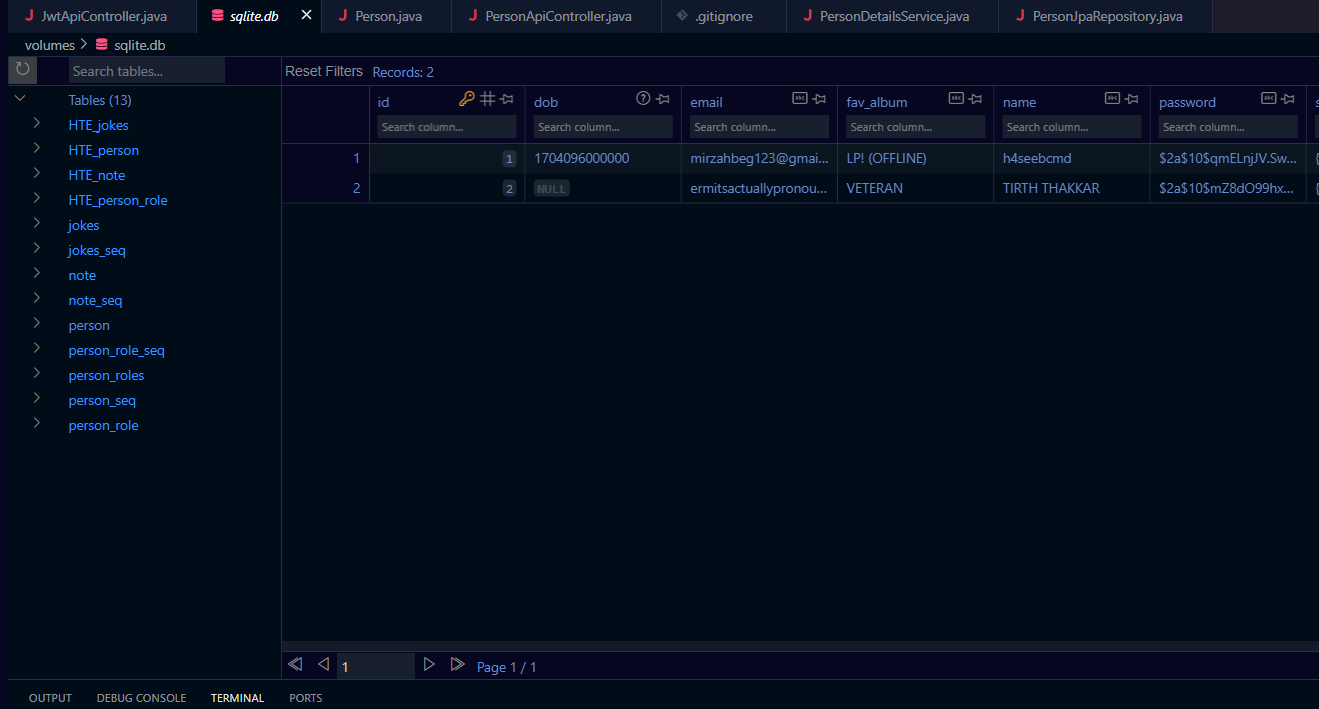 JwtApiController.java sqlite.db Person.java PersonApiController.java .gitignore PersonDetailsService.java PersonJpaRepository.java
volumes > sqlite.db
Search tables... Reset Filters Records: 2
Tables (13)
HTE_jokes
HTE_person
HTE_note
HTE_person_role
jokes
jokes_seq
note
note_seq
person
person_role_seq
person_roles
person_seq
person_role
id dob email fav_album name password
Search column... Search column... Search column... Search column... Search column... Search column...
1 1 1704096000000 mirzahbeg123@gmai... LP! (OFFLINE) h4seebcmd $2a$10$qmELnjJV.Sw...
2 2 NULL ermitsactuallypronou... VETERAN TIRTH THAKKAR $2a$10$mZ8dO99hx...
1 Page 1 / 1
OUTPUT DEBUG CONSOLE TERMINAL PORTS